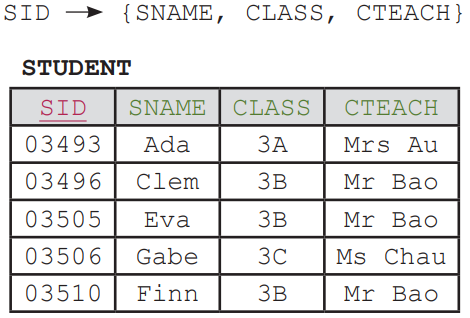 SID → {SNAME, CLASS, CTEACH}
STUDENT
SID SNAME CLASS CTEACH
03493 Ada 3A Mrs Au
03496 Clem 3B Mr Bao
03505 Eva 3B Mr Bao
03506 Gabe 3C Ms Chau
03510 Finn 3B Mr Bao